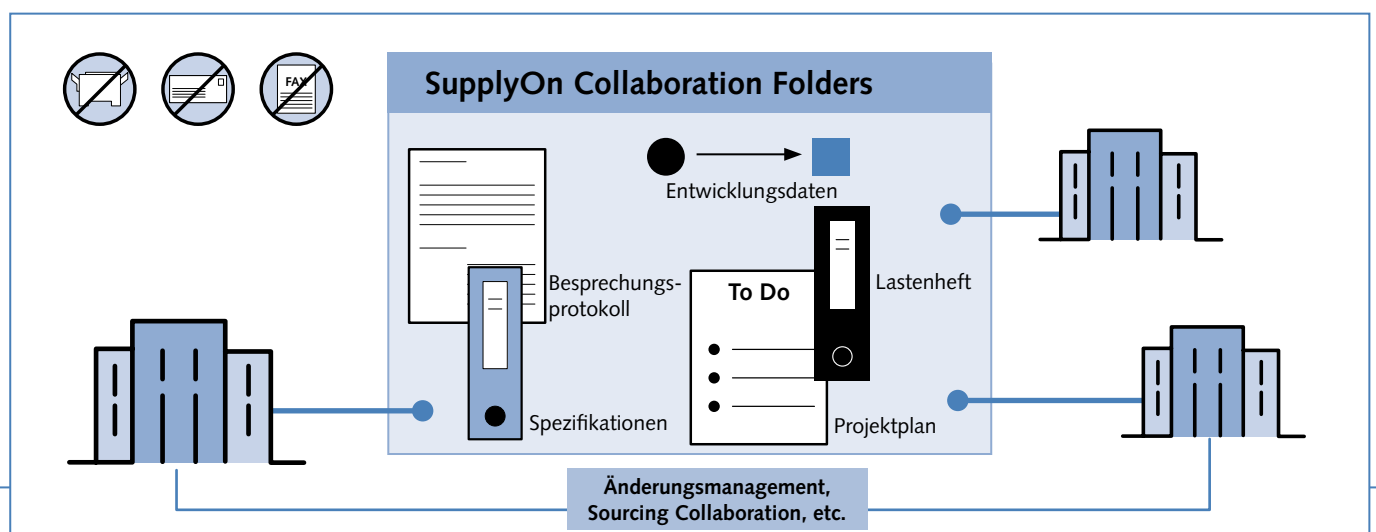 FAX
SupplyOn Collaboration Folders
Entwicklungsdaten
Besprechungs-
protokoll
To Do
Lastenheft
Spezifikationen
Projektplan
Änderungsmanagement,
Sourcing Collaboration, etc.